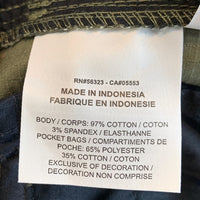 RN#56323 - CA#05553
MADE IN INDONESIA
FABRIQUE EN INDONESIE
BODY / CORPS: 97% COTTON / COTON
3% SPANDEX / ELASTHANNE
POCKET BAGS / COMPARTIMENTS DE
POCHE: 65% POLYESTER
35% COTTON / COTON
EXCLUSIVE OF DECORATION /
DECORATION NON COMPRISE